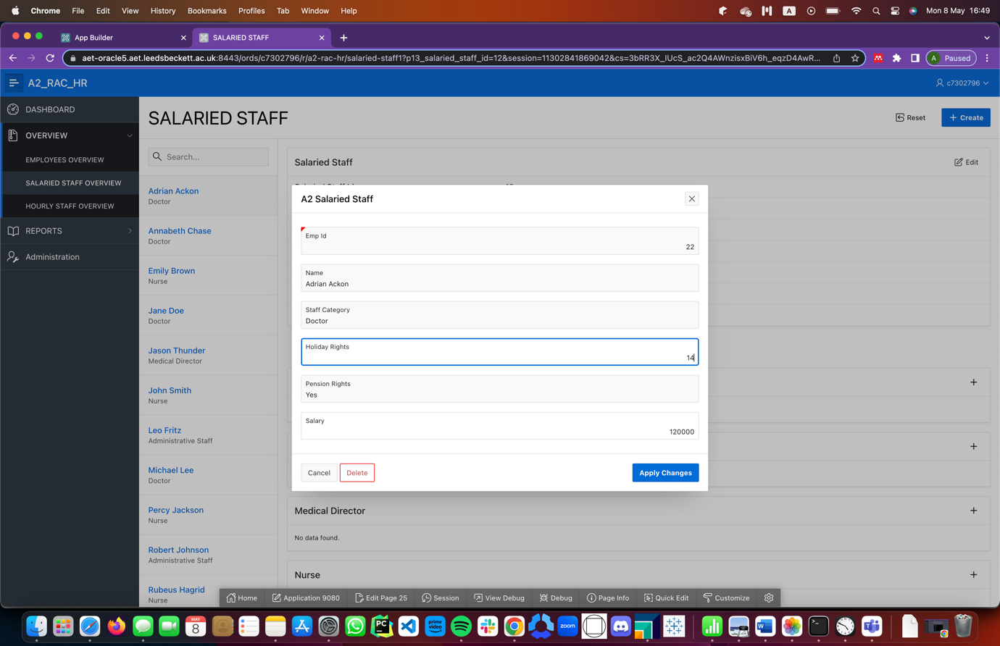 Chrome File Edit View History Bookmarks Profiles Tab Window Help A Mon 8 May 16:49
App Builder SALARIED STAFF
aet-oracle5.aet.leedsbeckett.ac.uk:8443/ords/c7302796/r/a2-rac-hr/salaried-staff1?p13_salaried_staff_id=12&session=11302841869042&cs=3bRR3X_IUcS_ac2Q4AWnzisxBiV6h_eqzD4AwR... A Paused
A2_RAC_HR c7302796
DASHBOARD
OVERVIEW
EMPLOYEES OVERVIEW
SALARIED STAFF OVERVIEW
HOURLY STAFF OVERVIEW
REPORTS
Administration
SALARIED STAFF Reset Create
Search...
Adrian Ackon
Doctor
Annabeth Chase
Doctor
Emily Brown
Nurse
Jane Doe
Doctor
Jason Thunder
Medical Director
John Smith
Nurse
Leo Fritz
Administrative Staff
Michael Lee
Doctor
Percy Jackson
Nurse
Robert Johnson
Administrative Staff
Rubeus Hagrid
Nurse
Salaried Staff Edit
A2 Salaried Staff
Emp Id
22
Name
Adrian Ackon
Staff Category
Doctor
Holiday Rights
14
Pension Rights
Yes
Salary
120000
Cancel Delete Apply Changes
Medical Director
No data found.
Nurse
Home Application 9080 Edit Page 25 Session View Debug Debug Page Info Quick Edit Customize
MAY
8
PC
prime
video
zoom